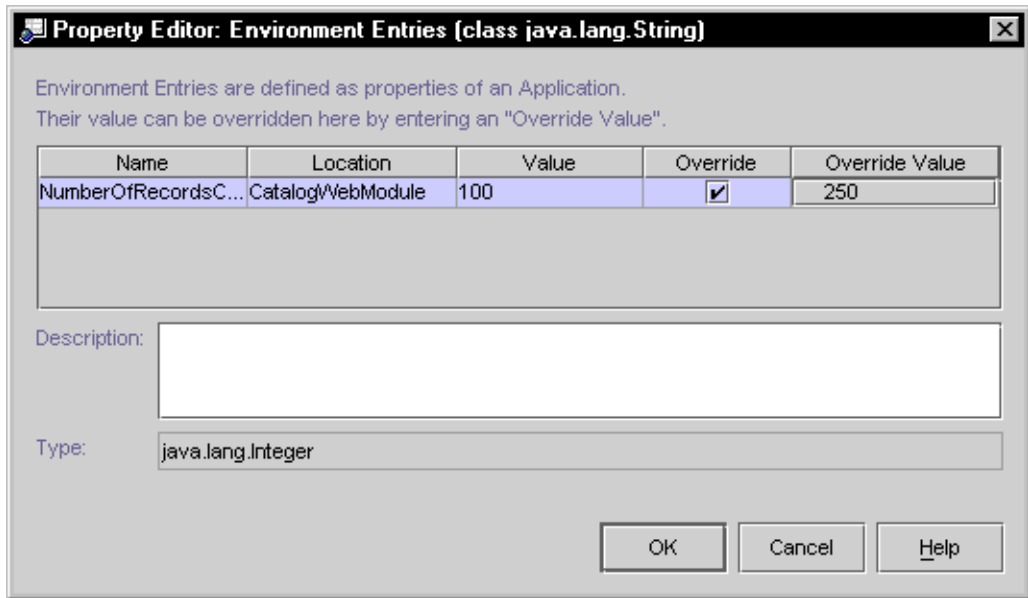 Property Editor: Environment Entries (class java.lang.String)
Environment Entries are defined as properties of an Application.
Their value can be overridden here by entering an "Override Value".
Name Location Value Override Override Value
NumberOfRecordsC... CatalogWebModule 100 250
Description:
Type: java.lang.Integer
OK Cancel Help